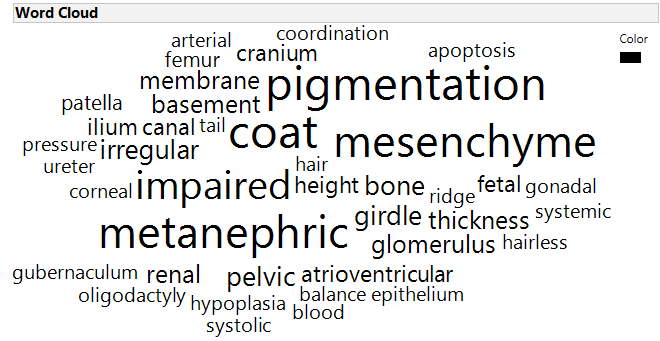 Word Cloud
Color
coordination
arterial
cranium
apoptosis
femur
membrane
pigmentation
patella
basement
ilium canal tail
coat
mesenchyme
pressure
irregular
ureter
hair
corneal
impaired
height
bone
ridge
fetal
gonadal
metanephric
girdle
thickness
systemic
glomerulus
hairless
gubernaculum
renal
pelvic
atrioventricular
oligodactyly
hypoplasia
balance
epithelium
blood
systolic